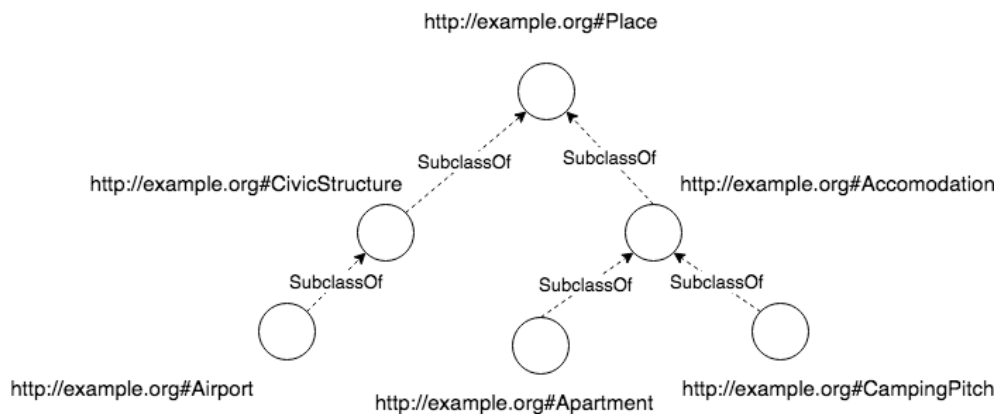 http://example.org#Place
SubclassOf
SubclassOf
http://example.org#CivicStructure
http://example.org#Accomodation
SubclassOf
SubclassOf
SubclassOf
http://example.org#Airport
http://example.org#Apartment
http://example.org#CampingPitch